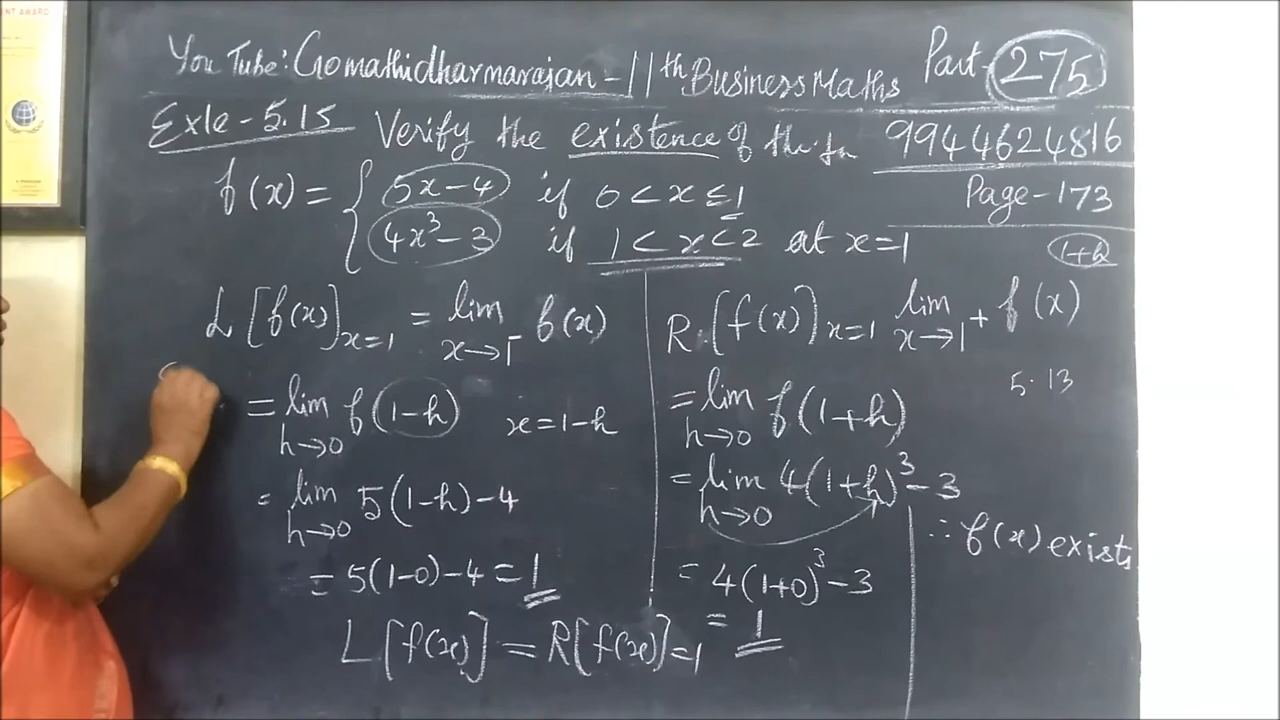 ENT AWARD
You Tube: Gomathidharmarajan - 11th Business Maths Part - 275
Exle - 5.15 Verify the existence of the fn 9944624816
f(x) = { 5x-4 if 0 < x ≤ 1 Page - 173
4x³-3 if 1 < x < 2 at x=1 1+h
L[f(x)]x=1 = lim x→1⁻ f(x)
= lim h→0 f(1-h) x=1-h
= lim h→0 5(1-h)-4
= 5(1-0)-4 = 1
R.[f(x)]x=1 lim x→1⁺ f(x)
5.13
= lim h→0 f(1+h)
= lim h→0 4(1+h)³-3
= 4(1+0)³-3
= 1
∴ f(x) exists
L[f(x)] = R[f(x)] = 1